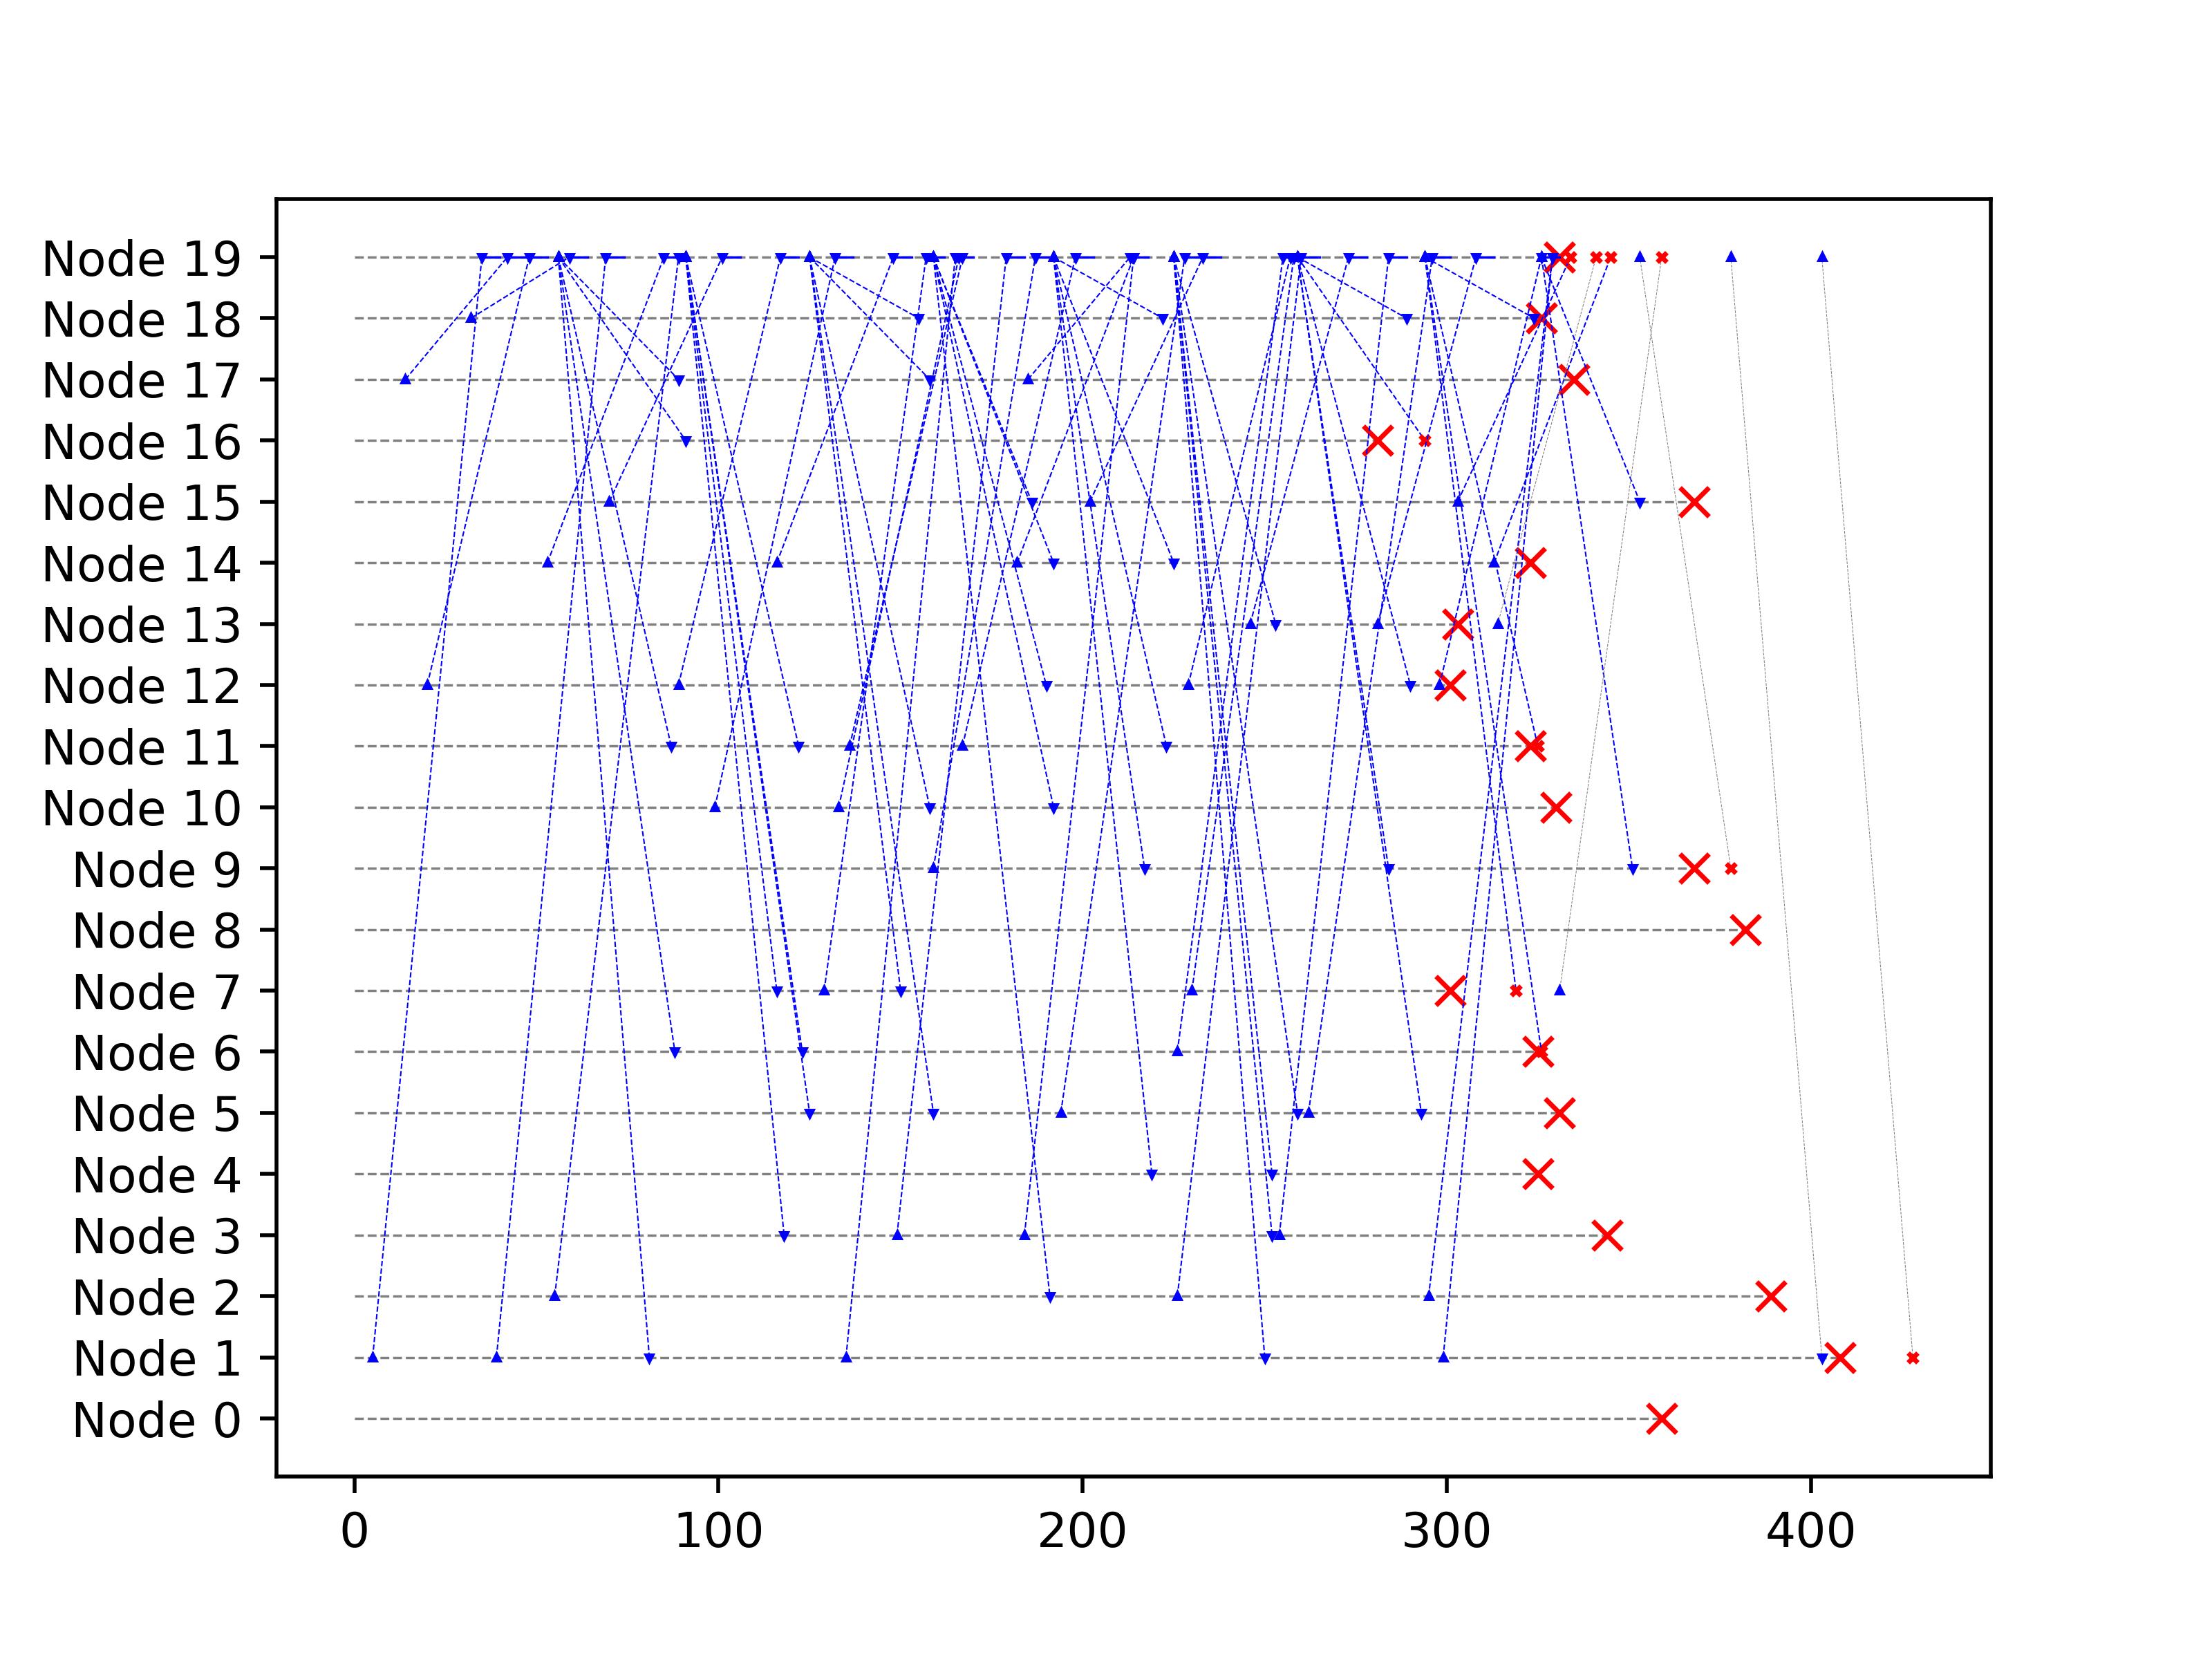 Node 19
Node 18
Node 17
Node 16
Node 15
Node 14
Node 13
Node 12
Node 11
Node 10
Node 9
Node 8
Node 7
Node 6
Node 5
Node 4
Node 3
Node 2
Node 1
Node 0
0 100 200 300 400